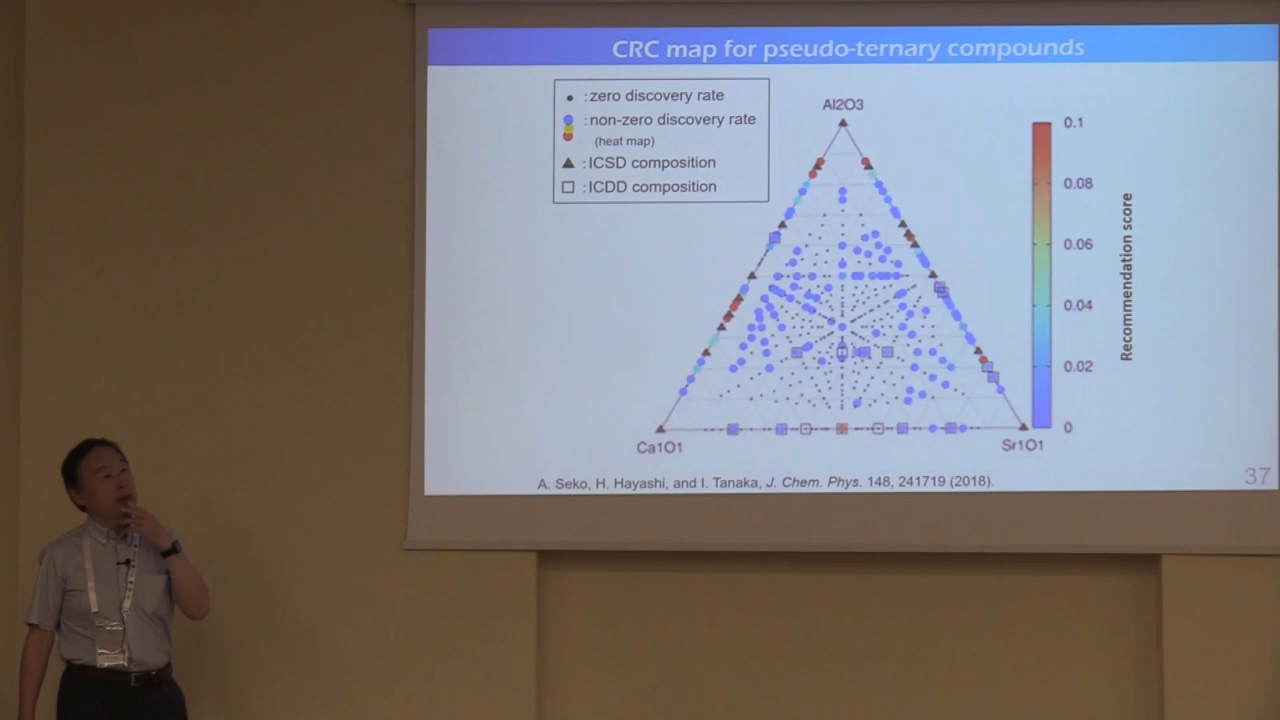 CRC map for pseudo-ternary compounds
: zero discovery rate
: non-zero discovery rate
(heat map)
: ICSD composition
: ICDD composition
Al2O3
Ca1O1
Sr1O1
0.1
0.08
0.06
0.04
0.02
0
Recommendation score
A. Seko, H. Hayashi, and I. Tanaka, J. Chem. Phys. 148, 241719 (2018).
37